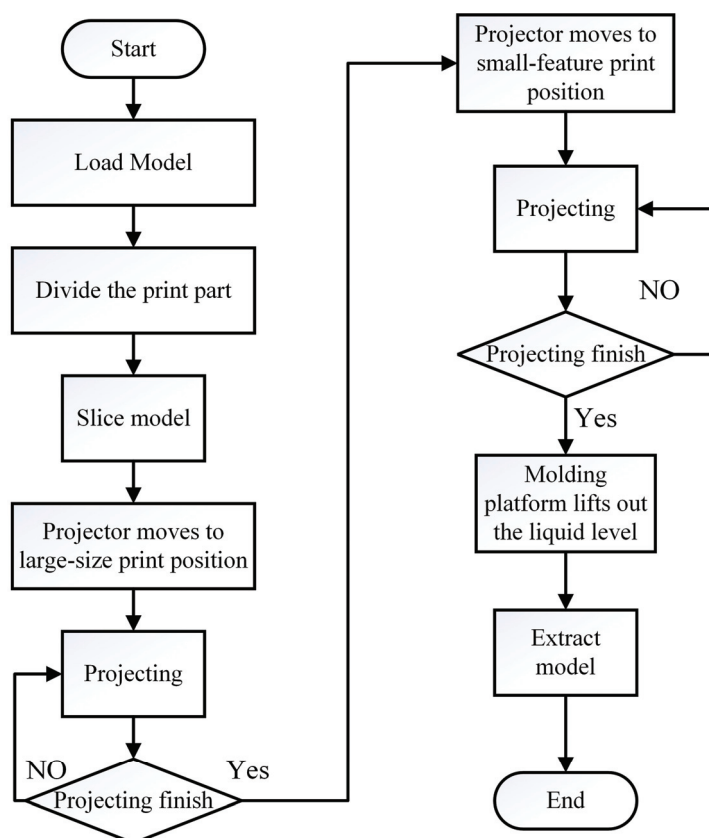 Start
Load Model
Divide the print part
Slice model
Projector moves to
large-size print position
Projecting
NO
Yes
Projecting finish
Projector moves to
small-feature print
position
Projecting
NO
Projecting finish
Yes
Molding
platform lifts out
the liquid level
Extract
model
End